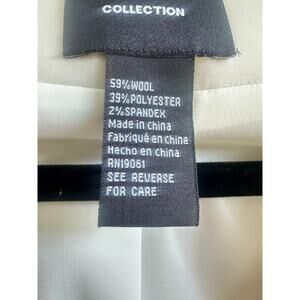 COLLECTION
59% WOOL
39% POLYESTER
2% SPANDEX
Made in China
Fabriqué en Chine
Hecho en china
RN19061
SEE REVERSE
FOR CARE